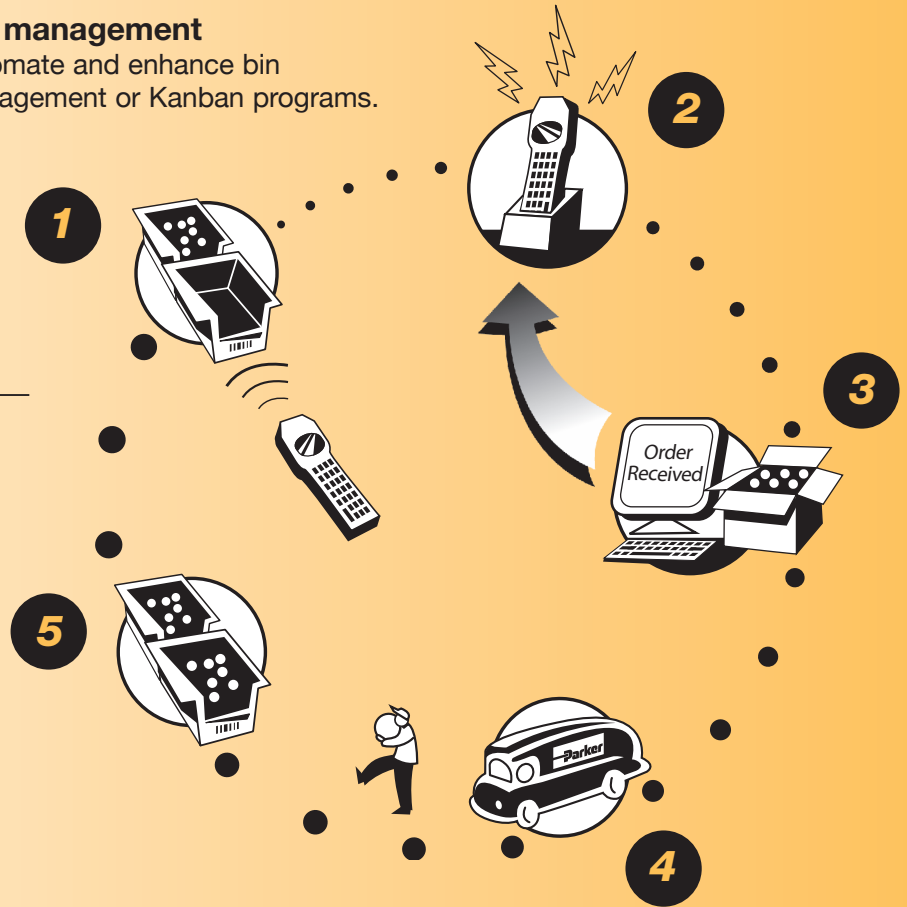 management
omate and enhance bin
agement or Kanban programs.
2
1
3
Order
Received
5
Parker
4